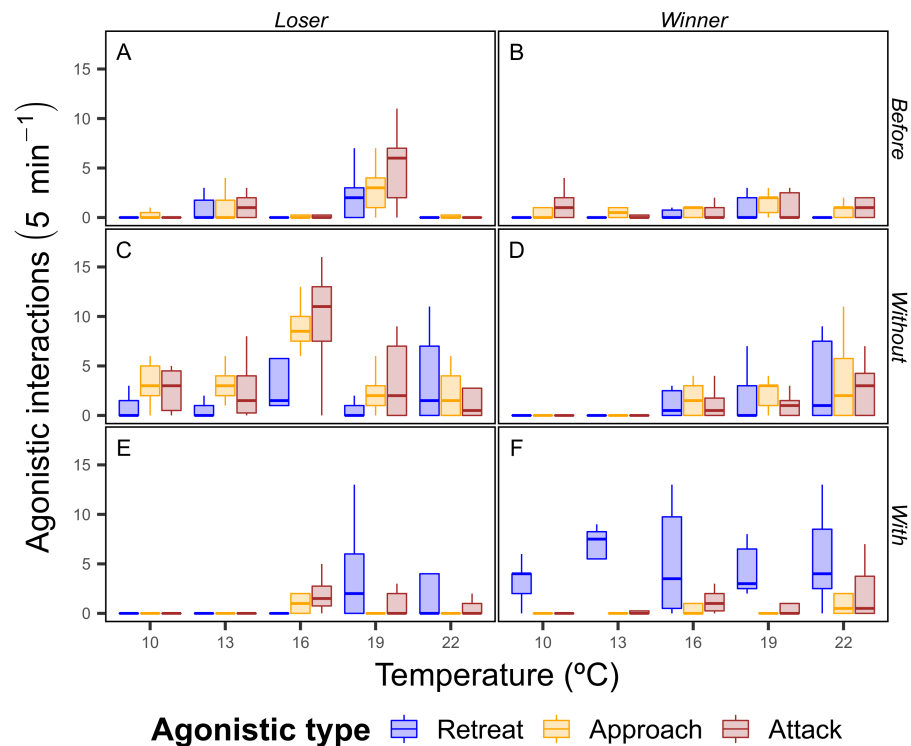 Loser Winner
A B
15
10
5
0
Before
C D
15
10
5
0
Without
E F
15
10
5
0
With
Agonistic interactions (5 min⁻¹)
10 13 16 19 22 10 13 16 19 22
Temperature (ºC)
Agonistic type Retreat Approach Attack